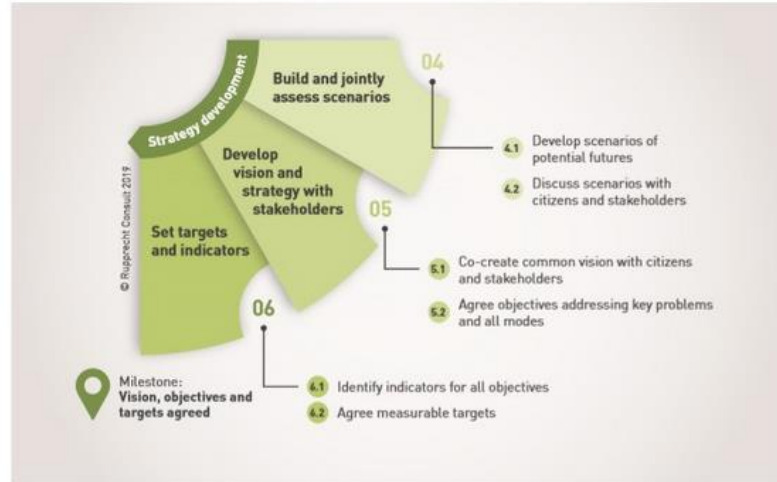 Strategy development
Build and jointly
assess scenarios
04
4.1 Develop scenarios of
potential futures
4.2 Discuss scenarios with
citizens and stakeholders
Develop
vision and
strategy with
stakeholders
05
5.1 Co-create common vision with citizens
and stakeholders
5.2 Agree objectives addressing key problems
and all modes
Set targets
and indicators
06
6.1 Identify indicators for all objectives
6.2 Agree measurable targets
Milestone:
Vision, objectives and
targets agreed
© Rupprecht Consult 2019